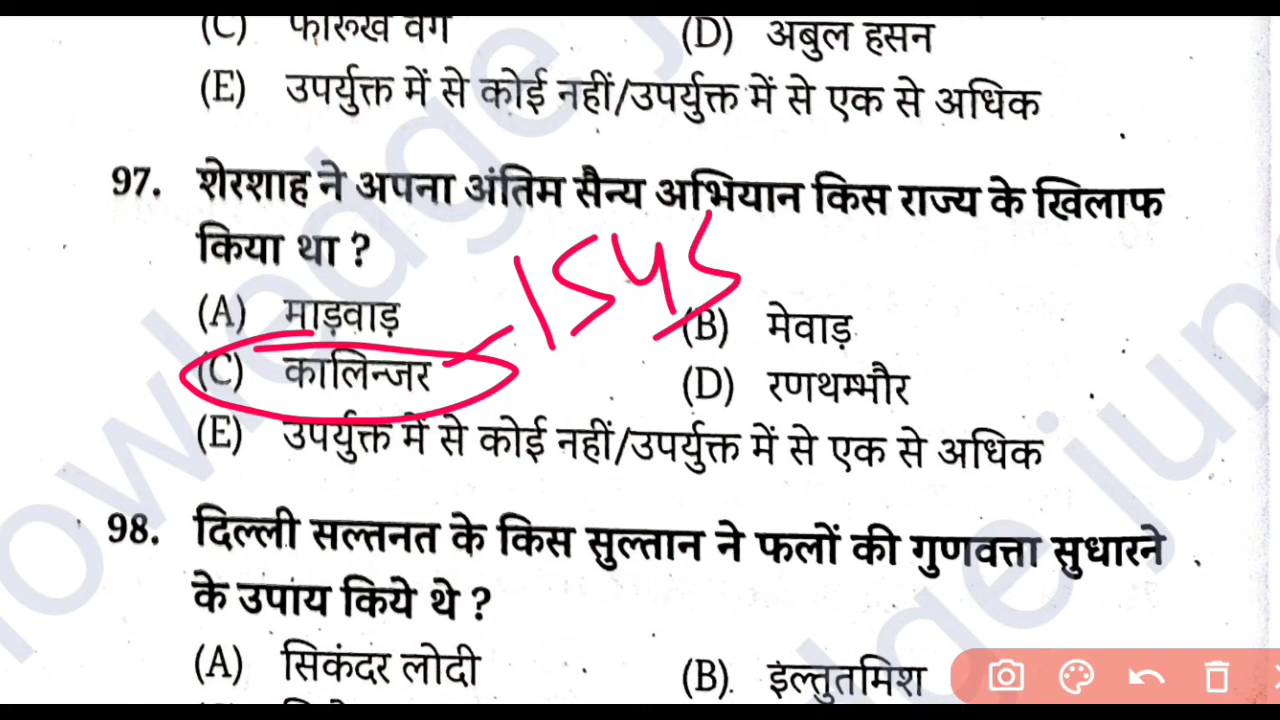 (C) फारूख वेग (D) अबुल हसन
(E) उपर्युक्त में से कोई नहीं/उपर्युक्त में से एक से अधिक
97. शेरशाह ने अपना अंतिम सैन्य अभियान किस राज्य के खिलाफ
किया था ?
1545
(A) माड़वाड़ (B) मेवाड़
(C) कालिन्जर (D) रणथम्भौर
(E) उपर्युक्त में से कोई नहीं/उपर्युक्त में से एक से अधिक
98. दिल्ली सल्तनत के किस सुल्तान ने फलों की गुणवत्ता सुधारने
के उपाय किये थे ?
(A) सिकंदर लोदी (B) इल्तुतमिश